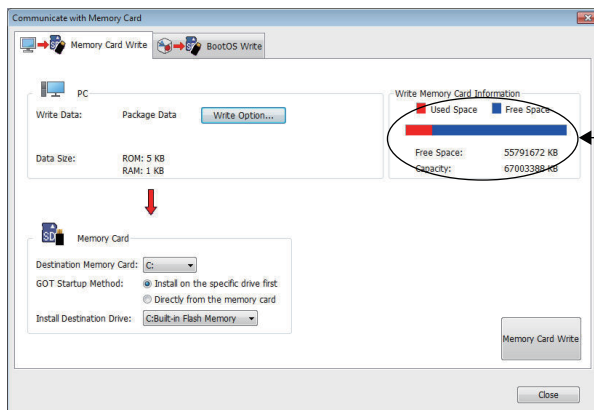 Communicate with Memory Card
Memory Card Write
BootOS Write
PC
Write Data: Package Data Write Option...
Data Size: ROM: 5 KB
RAM: 1 KB
Write Memory Card Information
Used Space Free Space
Free Space: 55791672 KB
Capacity: 67003388 KB
SD Memory Card
Destination Memory Card: C:
GOT Startup Method: Install on the specific drive first
Directly from the memory card
Install Destination Drive: C:Built-in Flash Memory
Memory Card Write
Close